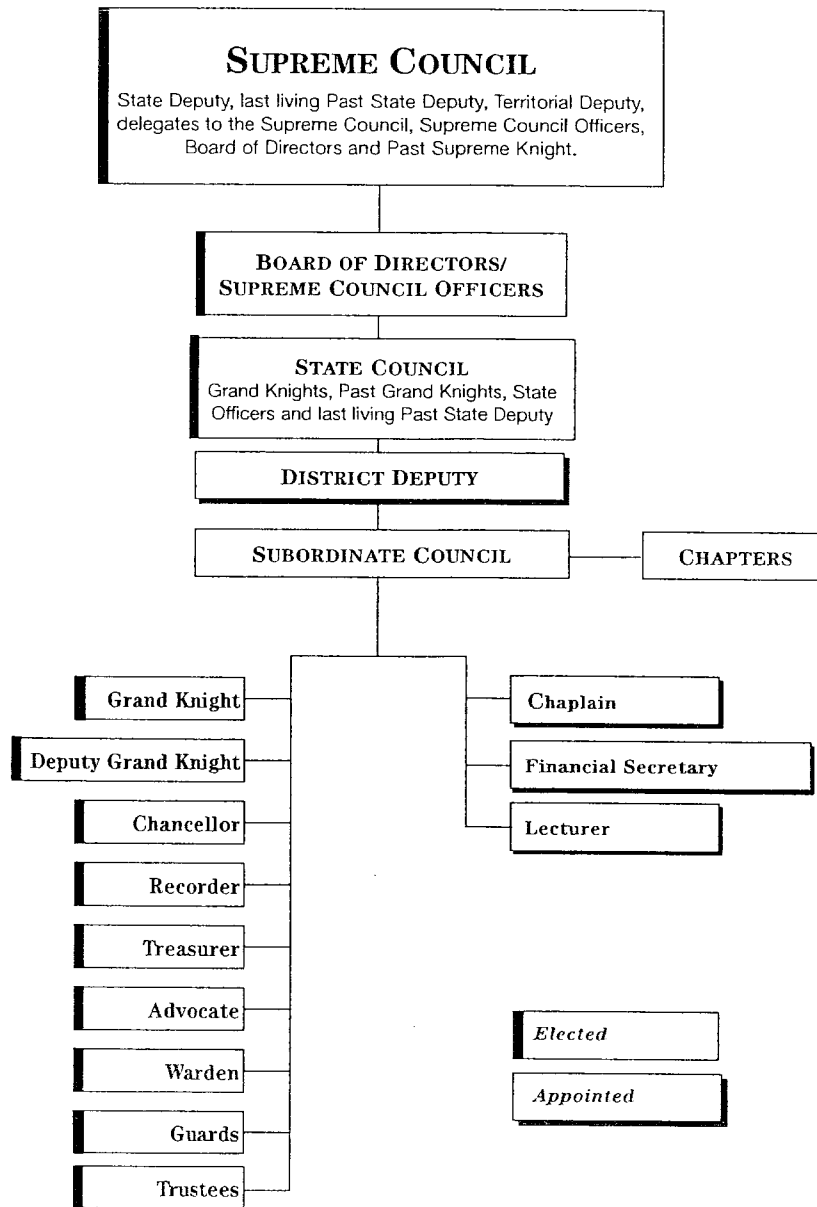 SUPREME COUNCIL
State Deputy, last living Past State Deputy, Territorial Deputy,
delegates to the Supreme Council, Supreme Council Officers,
Board of Directors and Past Supreme Knight.
BOARD OF DIRECTORS/
SUPREME COUNCIL OFFICERS
STATE COUNCIL
Grand Knights, Past Grand Knights, State
Officers and last living Past State Deputy
DISTRICT DEPUTY
SUBORDINATE COUNCIL
CHAPTERS
Grand Knight
Deputy Grand Knight
Chancellor
Recorder
Treasurer
Advocate
Warden
Guards
Trustees
Chaplain
Financial Secretary
Lecturer
Elected
Appointed